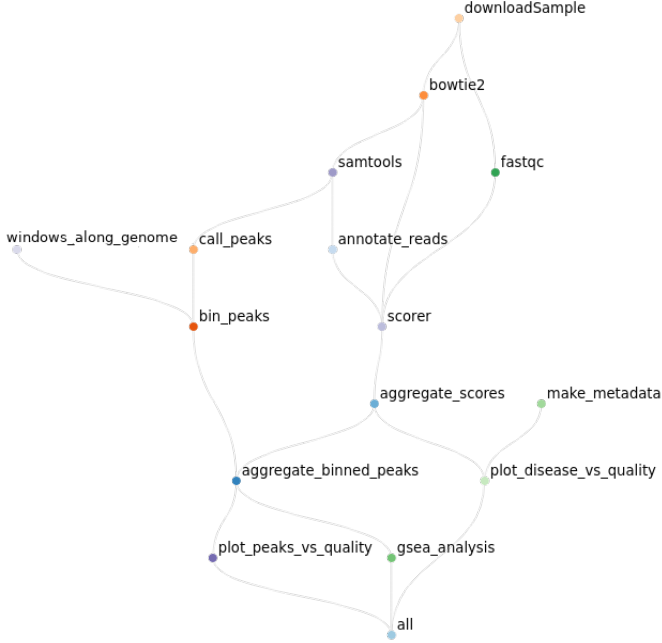 downloadSample
bowtie2
samtools
fastqc
windows_along_genome
call_peaks
annotate_reads
bin_peaks
scorer
aggregate_scores
make_metadata
aggregate_binned_peaks
plot_disease_vs_quality
plot_peaks_vs_quality
gsea_analysis
all